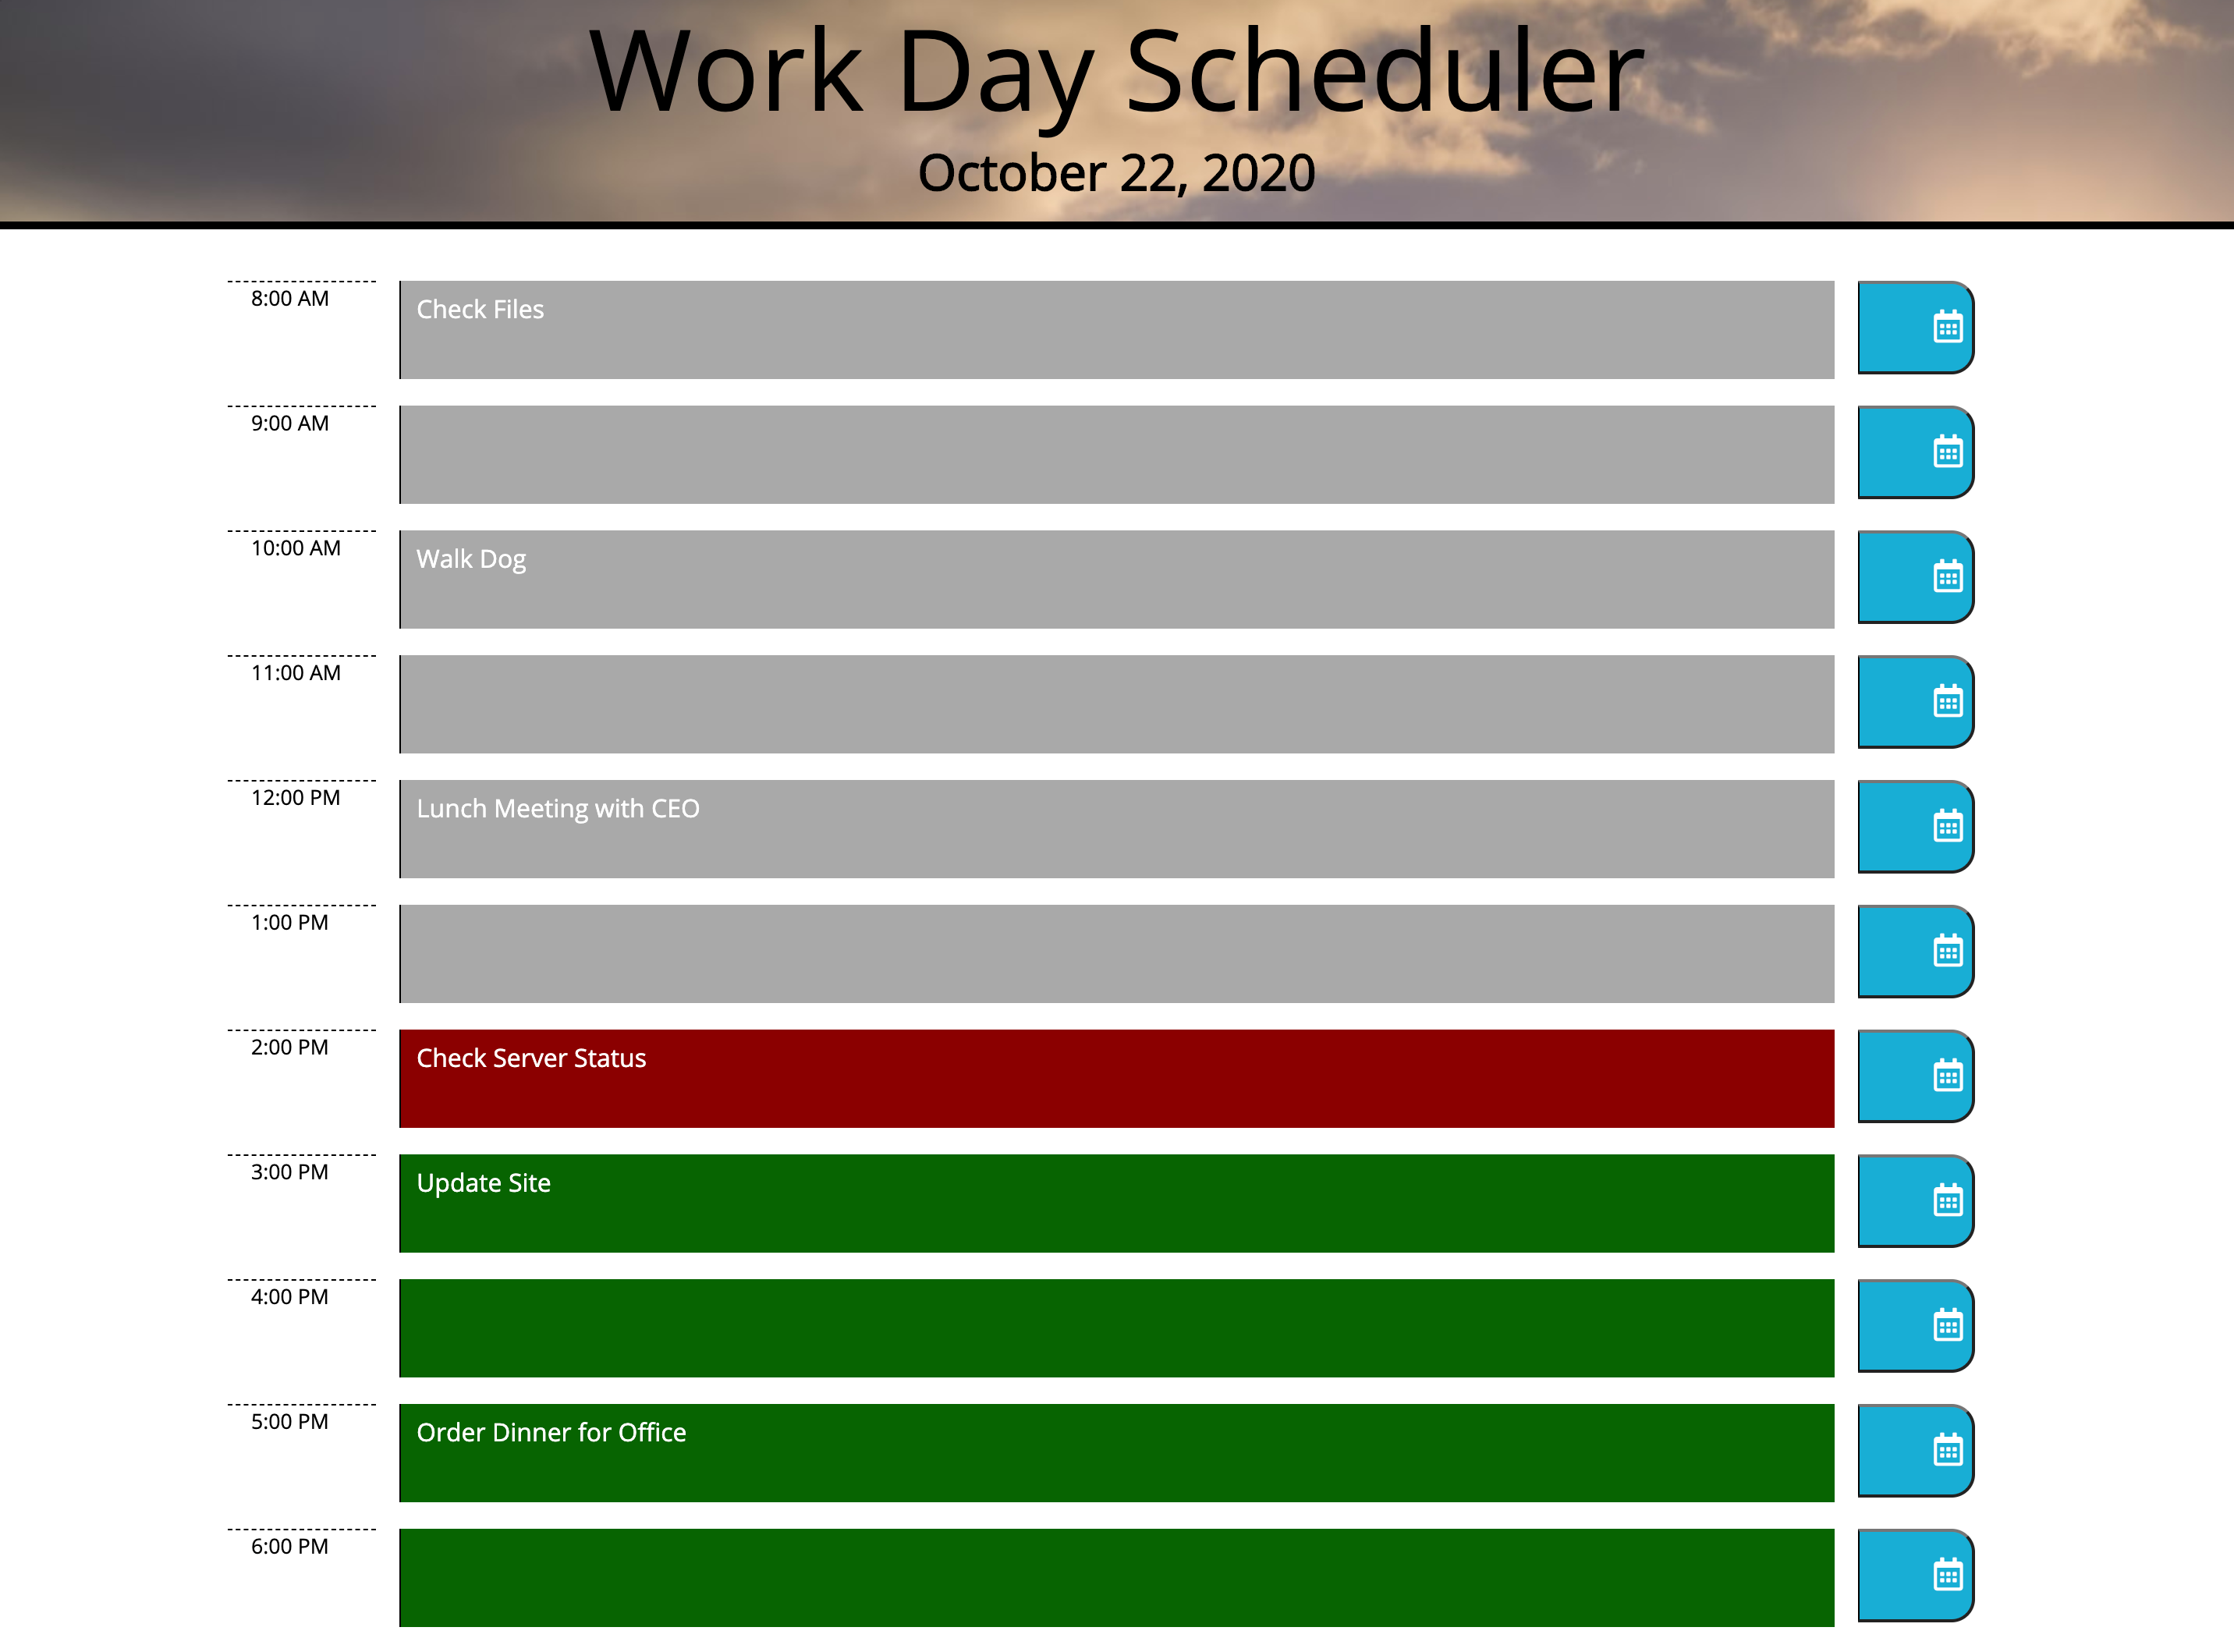 Work Day Scheduler
October 22, 2020
8:00 AM
Check Files
9:00 AM
10:00 AM
Walk Dog
11:00 AM
12:00 PM
Lunch Meeting with CEO
1:00 PM
2:00 PM
Check Server Status
3:00 PM
Update Site
4:00 PM
5:00 PM
Order Dinner for Office
6:00 PM